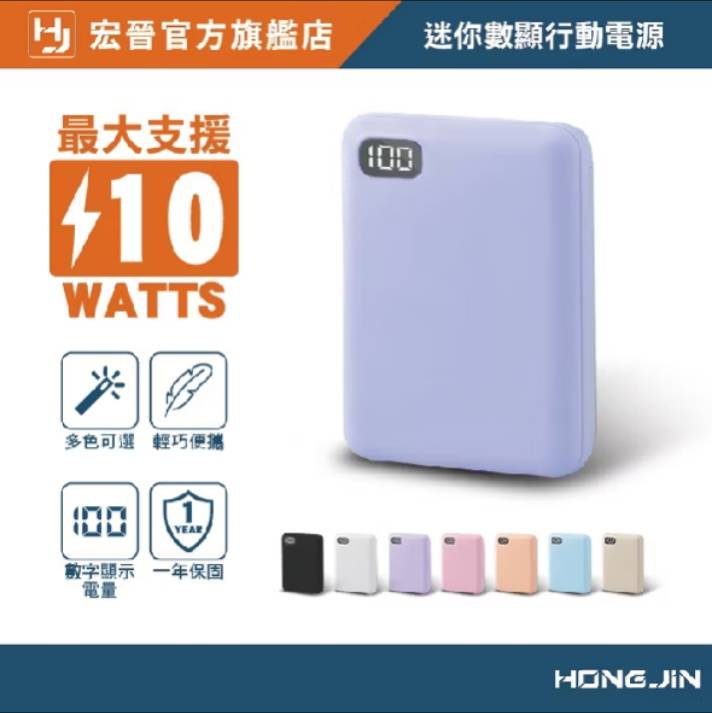 HJ 宏晉官方旗艦店
迷你數顯行動電源
最大支援
10
WATTS
100
多色可選
輕巧便攜
100
1
YEAR
數字顯示
電量
一年保固
HONGJIN